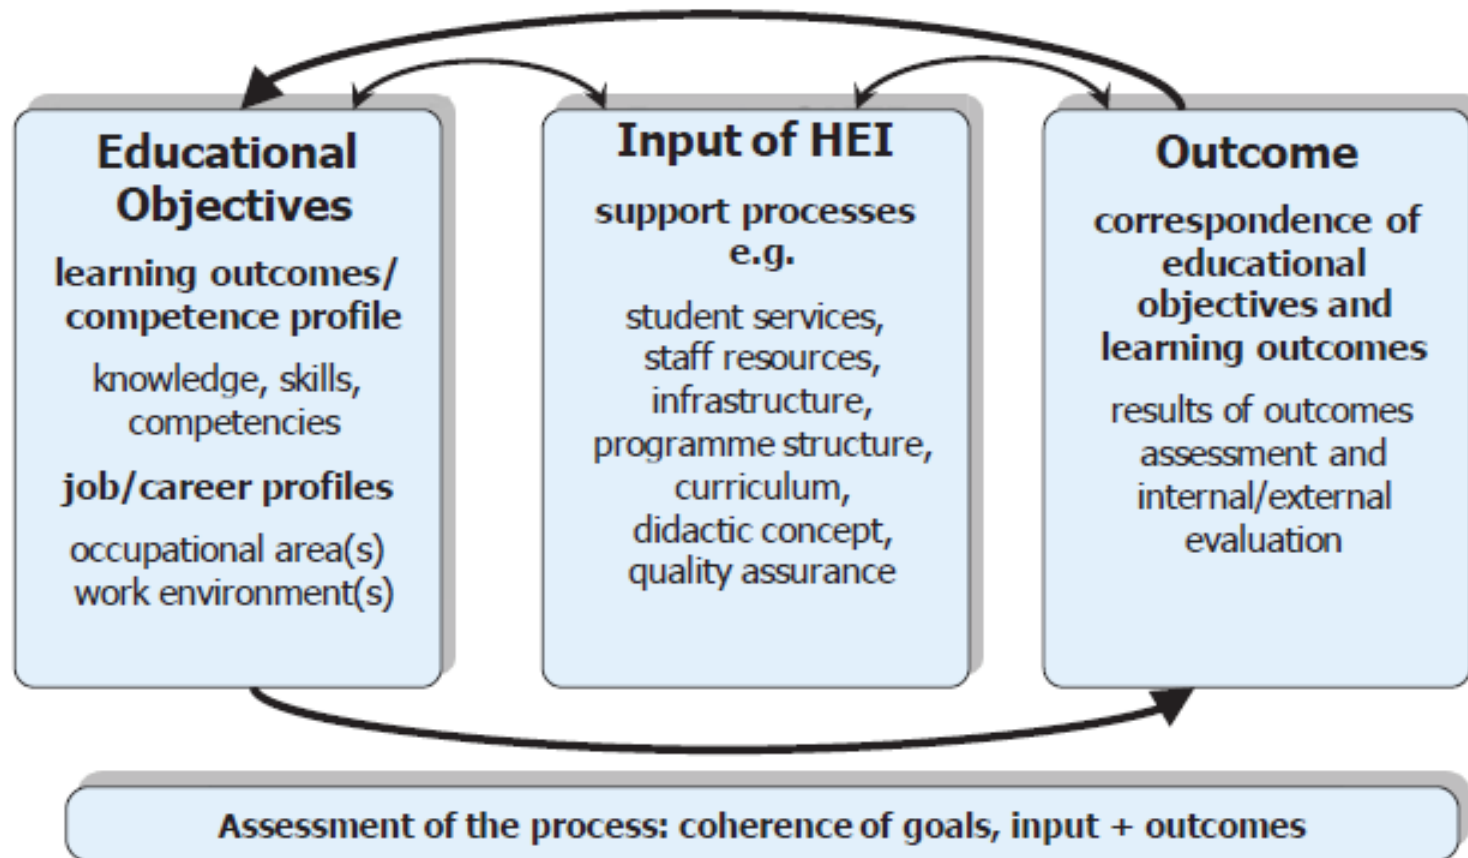 Educational
Objectives
learning outcomes/
competence profile
knowledge, skills,
competencies
job/career profiles
occupational area(s)
work environment(s)
Input of HEI
support processes
e.g.
student services,
staff resources,
infrastructure,
programme structure,
curriculum,
didactic concept,
quality assurance
Outcome
correspondence of
educational
objectives and
learning outcomes
results of outcomes
assessment and
internal/external
evaluation
Assessment of the process: coherence of goals, input + outcomes